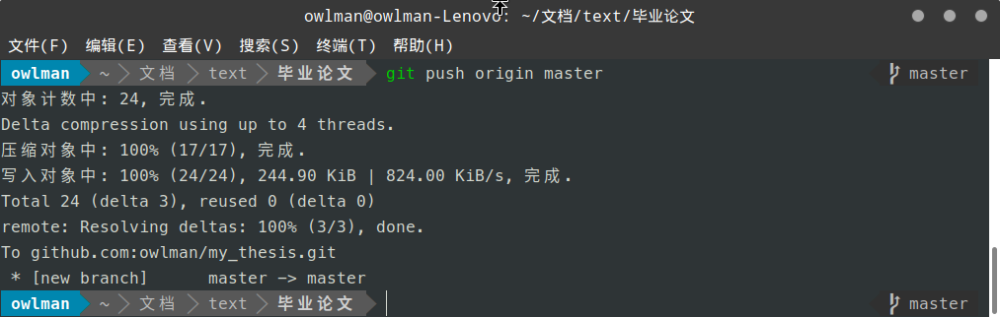 owlman@owlman-Lenovo: ~/文档/text/毕业论文
文件(F) 编辑(E) 查看(V) 搜索(S) 终端(T) 帮助(H)
owlman ~ 文档 text 毕业论文 git push origin master master
对象计数中: 24, 完成.
Delta compression using up to 4 threads.
压缩对象中: 100% (17/17), 完成.
写入对象中: 100% (24/24), 244.90 KiB | 824.00 KiB/s, 完成.
Total 24 (delta 3), reused 0 (delta 0)
remote: Resolving deltas: 100% (3/3), done.
To github.com:owlman/my_thesis.git
* [new branch] master -> master
owlman ~ 文档 text 毕业论文 master